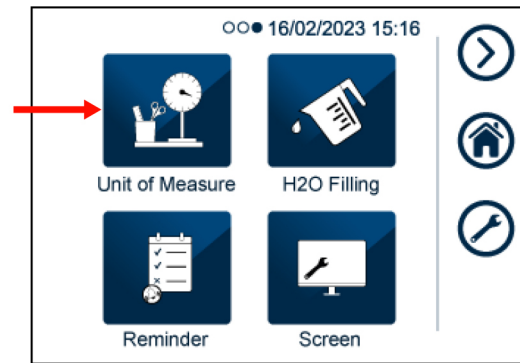 16/02/2023 15:16
Unit of Measure
H2O Filling
Reminder
Screen